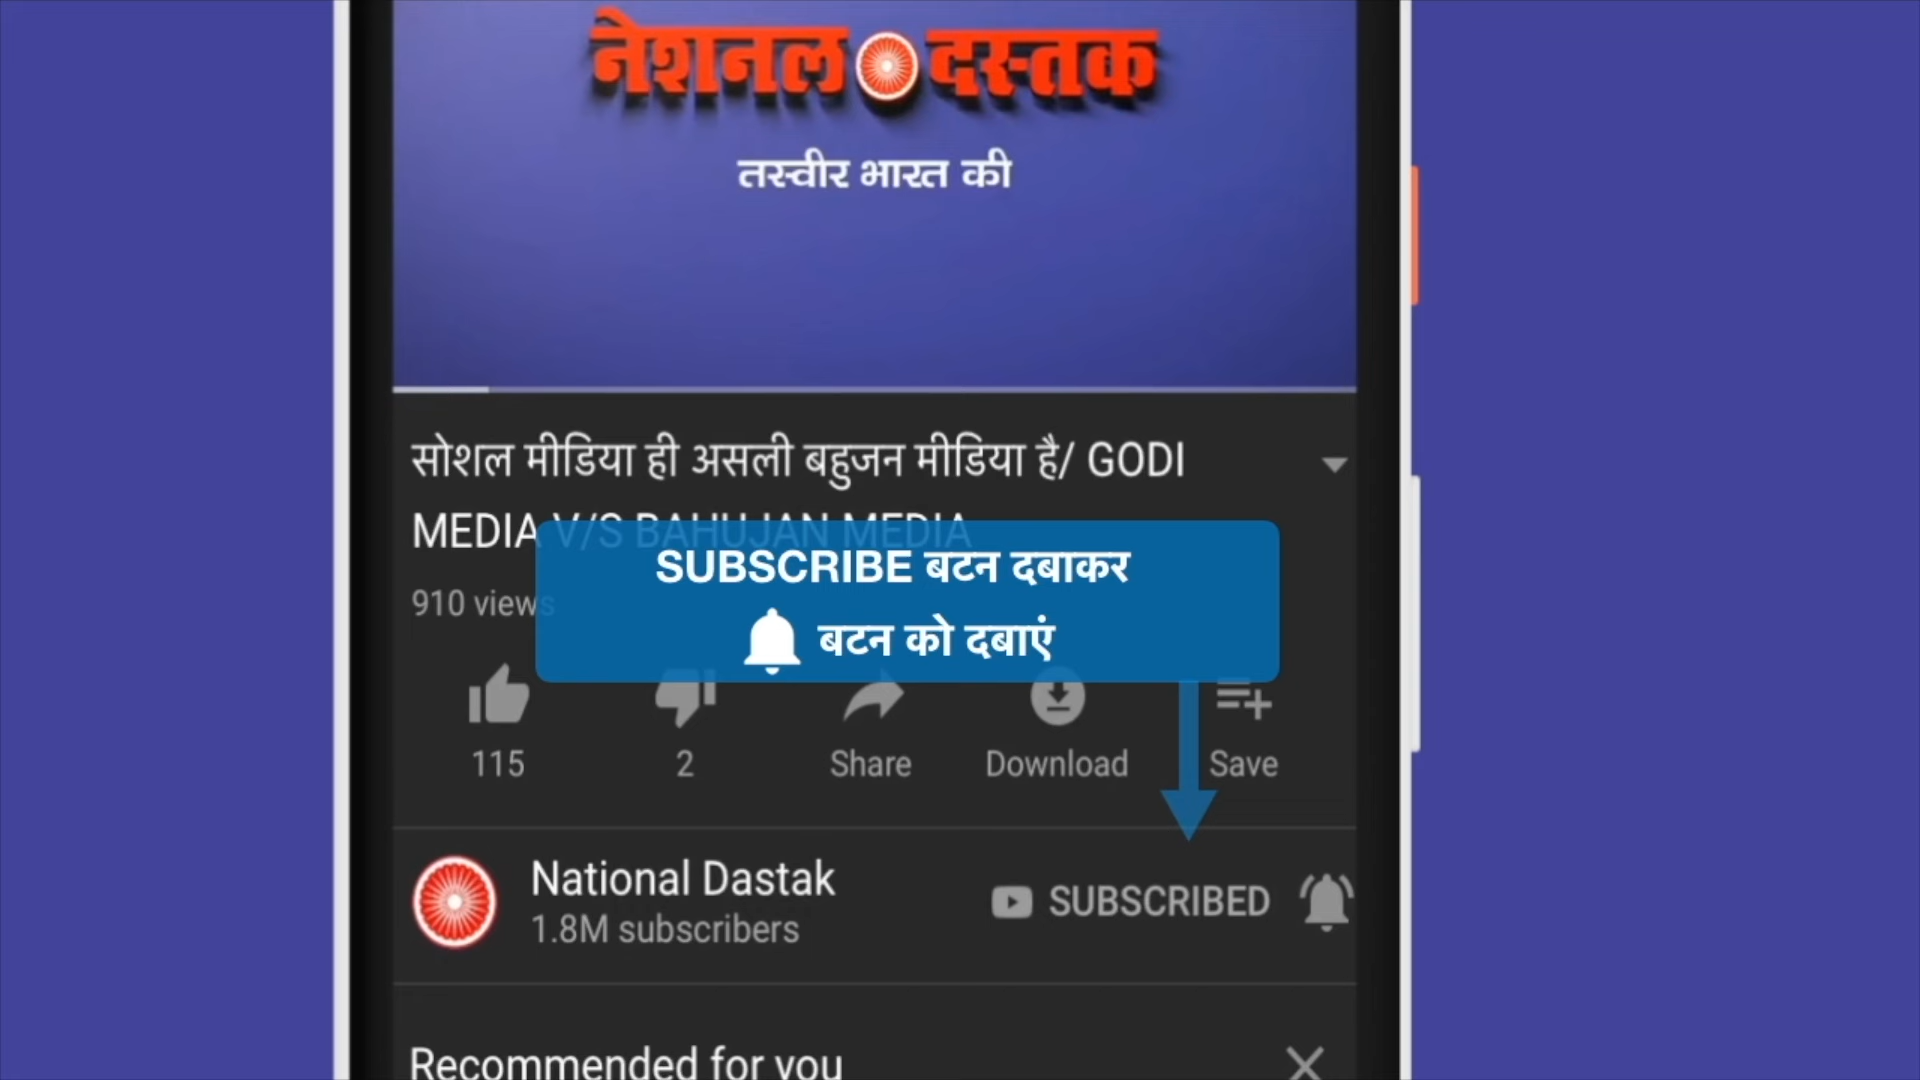 नेशनल दस्तक
तस्वीर भारत की
सोशल मीडिया ही असली बहुजन मीडिया है/ GODI
MEDIA V/S BAHUJAN MEDIA
SUBSCRIBE बटन दबाकर
बटन को दबाएं
910 views
115
2
Share
Download
Save
National Dastak
1.8M subscribers
SUBSCRIBED
Recommended for you